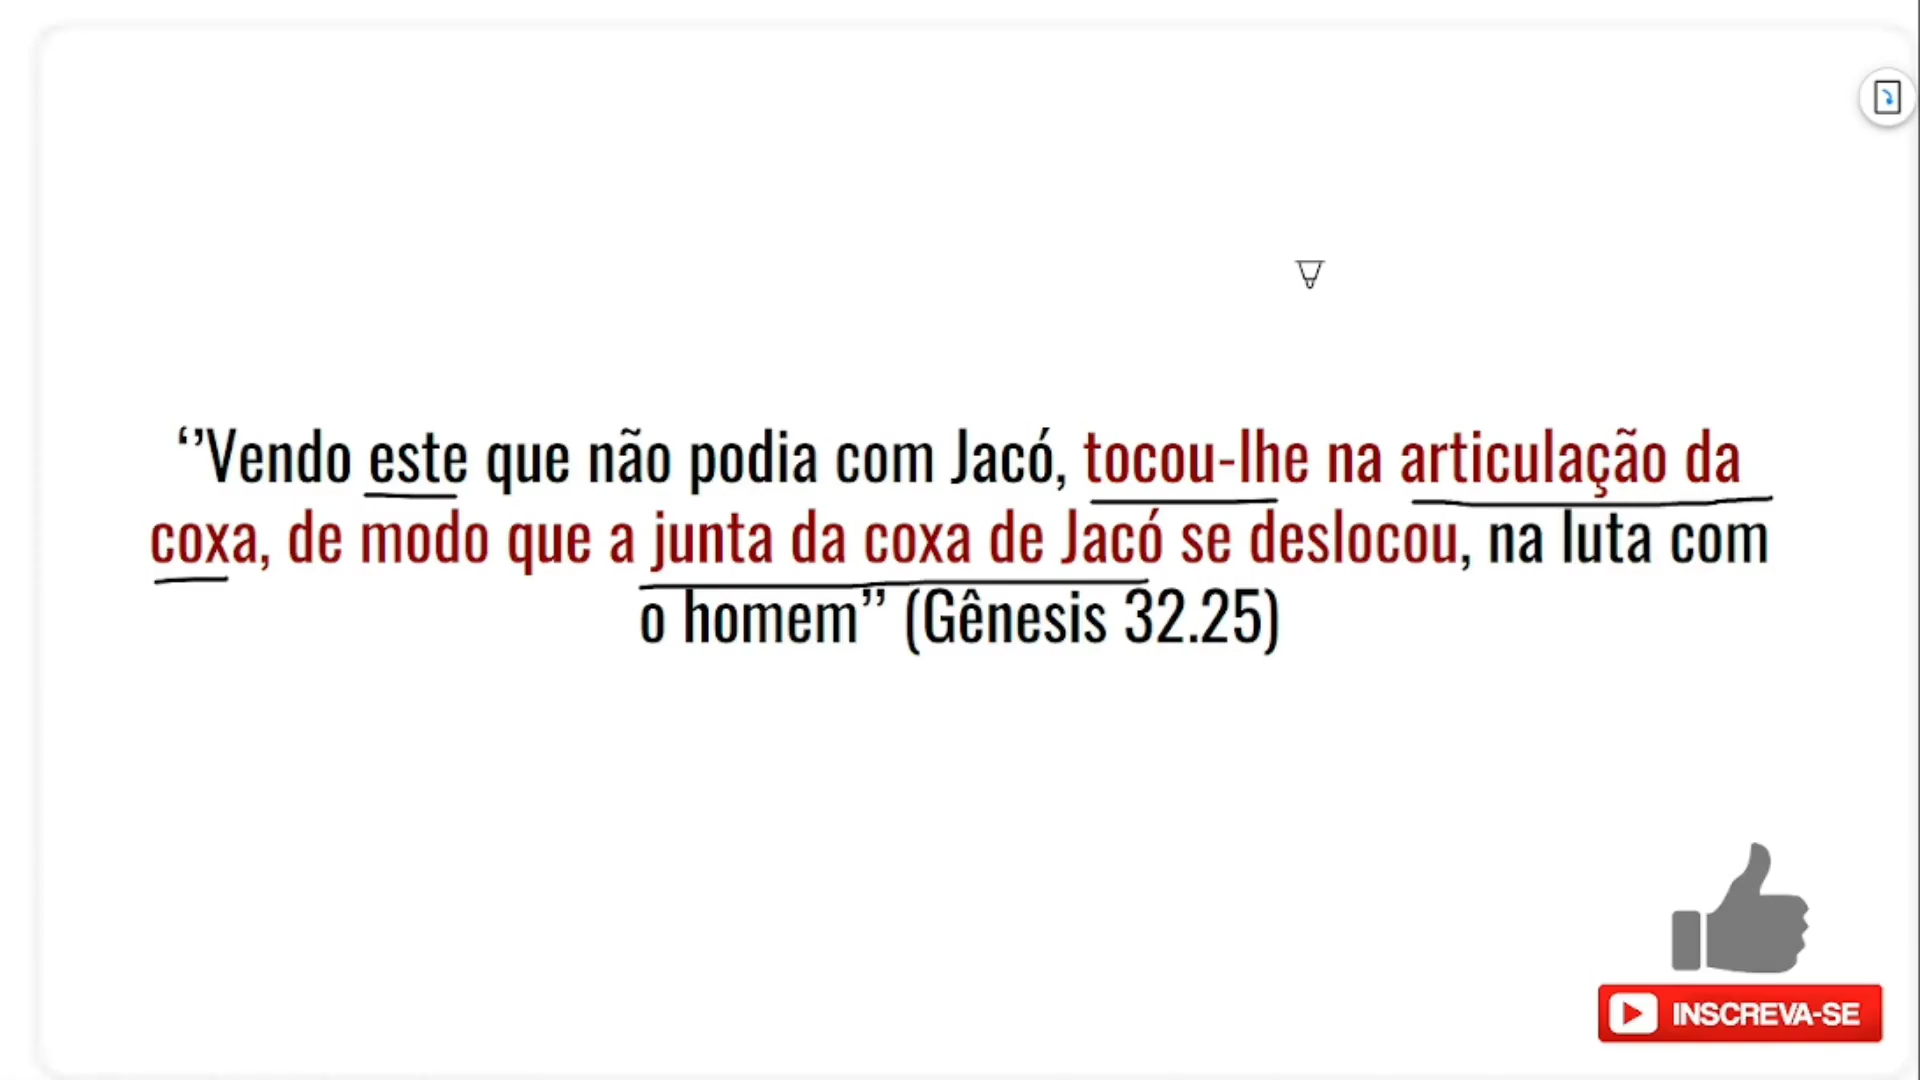 ‘’Vendo este que não podia com Jacó, tocou-lhe na articulação da
coxa, de modo que a junta da coxa de Jacó se deslocou, na luta com
o homem’’ (Gênesis 32.25)
INSCREVA-SE